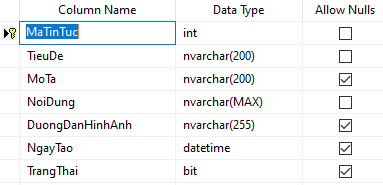 Column Name Data Type Allow Nulls
MaTinTuc int
TieuDe nvarchar(200)
MoTa nvarchar(200)
NoiDung nvarchar(MAX)
DuongDanHinhAnh nvarchar(255)
NgayTao datetime
TrangThai bit